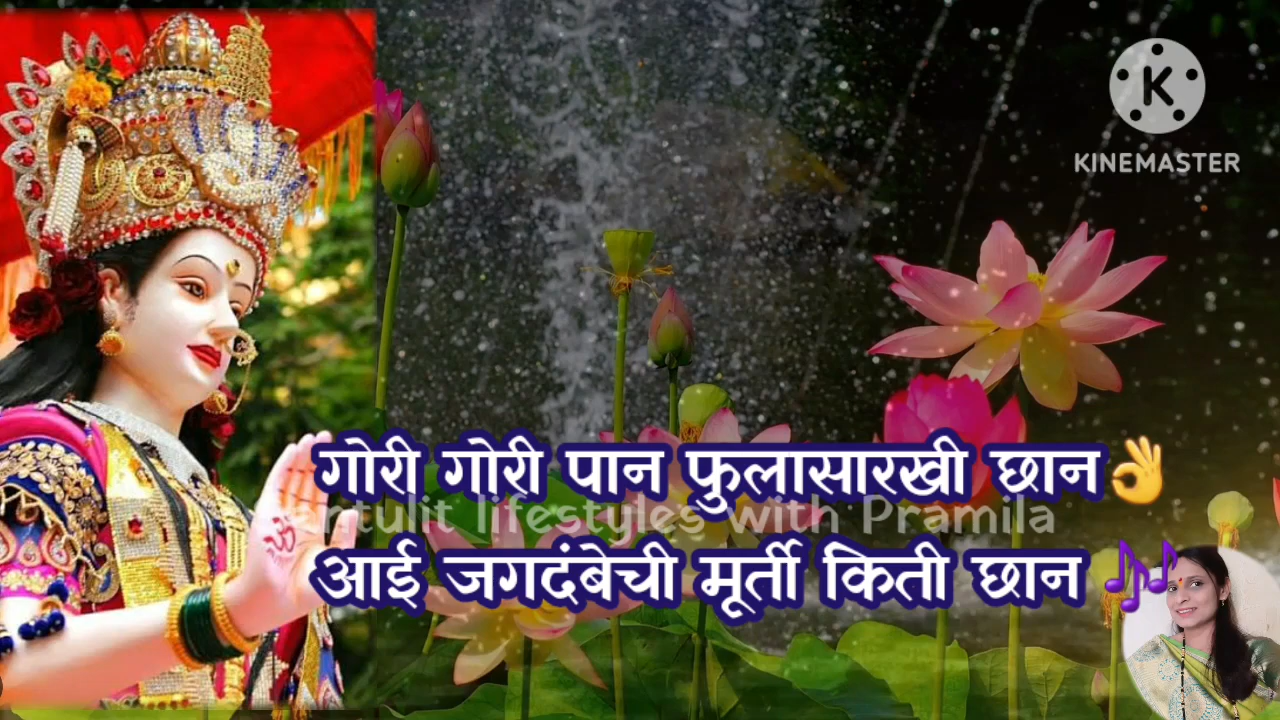 K
KINEMASTER
गोरी गोरी पान फुलासारखी छान👌
lifestyles with Pramila
आई जगदंबेची मूर्ती किती छान 🎶
ॐ